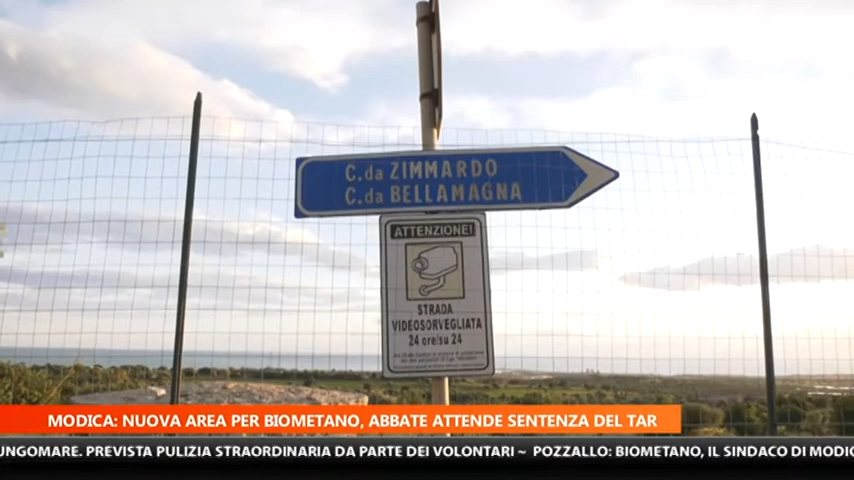 C.da ZIMMARDO
C.da BELLAMAGNA
ATTENZIONE!
STRADA
VIDEOSORVEGLIATA
24 ore/su 24
MODICA: NUOVA AREA PER BIOMETANO, ABBATE ATTENDE SENTENZA DEL TAR
UNGOMARE. PREVISTA PULIZIA STRAORDINARIA DA PARTE DEI VOLONTARI ~ POZZALLO: BIOMETANO, IL SINDACO DI MODIC